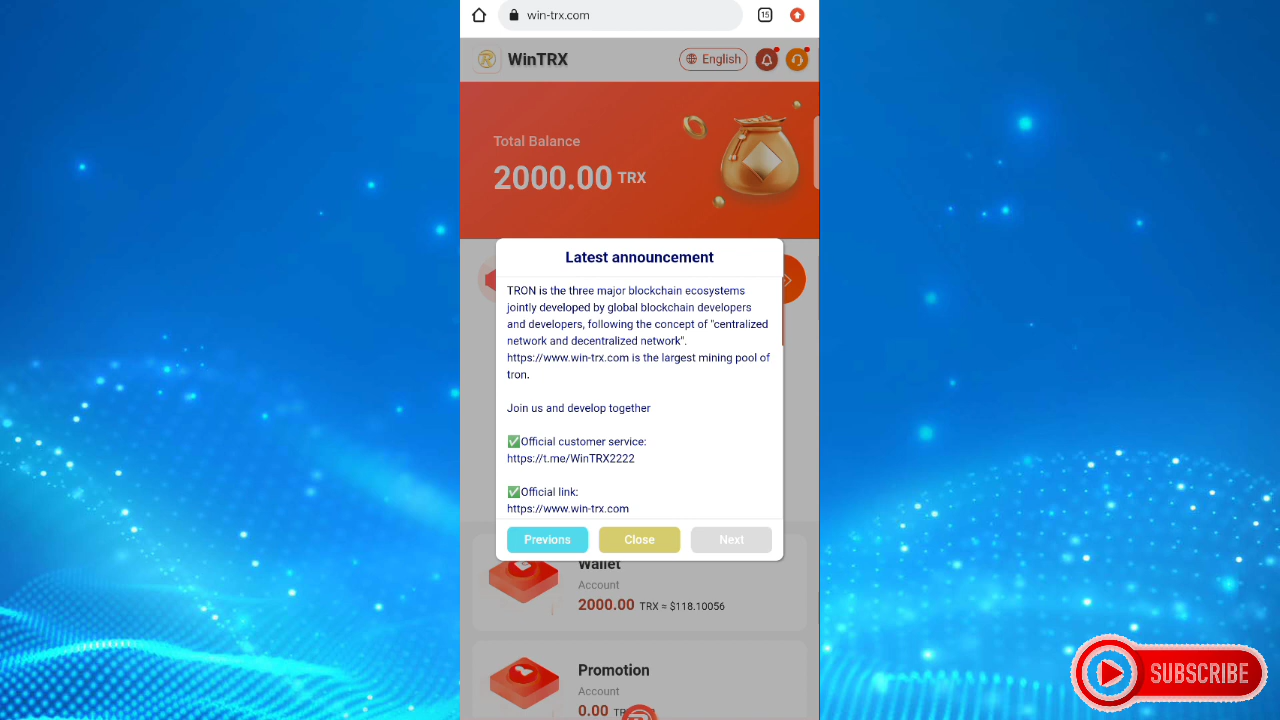 win-trx.com
15
WinTRX
English
Total Balance
2000.00 TRX
Latest announcement
TRON is the three major blockchain ecosystems
jointly developed by global blockchain developers
and developers, following the concept of "centralized
network and decentralized network".
https://www.win-trx.com is the largest mining pool of
tron.
Join us and develop together
✅Official customer service:
https://t.me/WinTRX2222
✅Official link:
https://www.win-trx.com
Previons
Close
Next
Wallet
Account
2000.00 TRX ≈ $118.10056
Promotion
Account
0.00
SUBSCRIBE